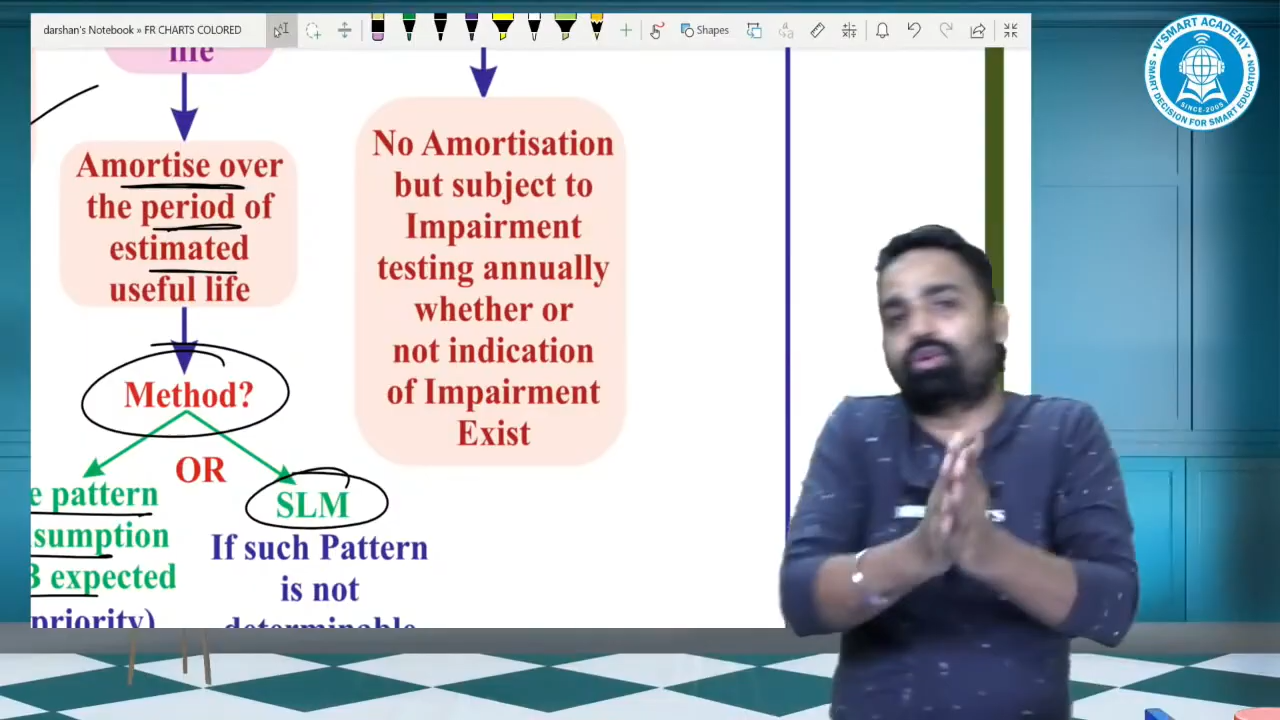 darshan's Notebook » FR CHARTS COLORED
Shapes
life
Amortise over
the period of
estimated
useful life
Method?
OR
e pattern
sumption
expected
priority)
SLM
If such Pattern
is not
determinable
No Amortisation
but subject to
Impairment
testing annually
whether or
not indication
of Impairment
Exist
V'SMART ACADEMY
SINCE-2005
SMART DECISION FOR SMART EDUCATION